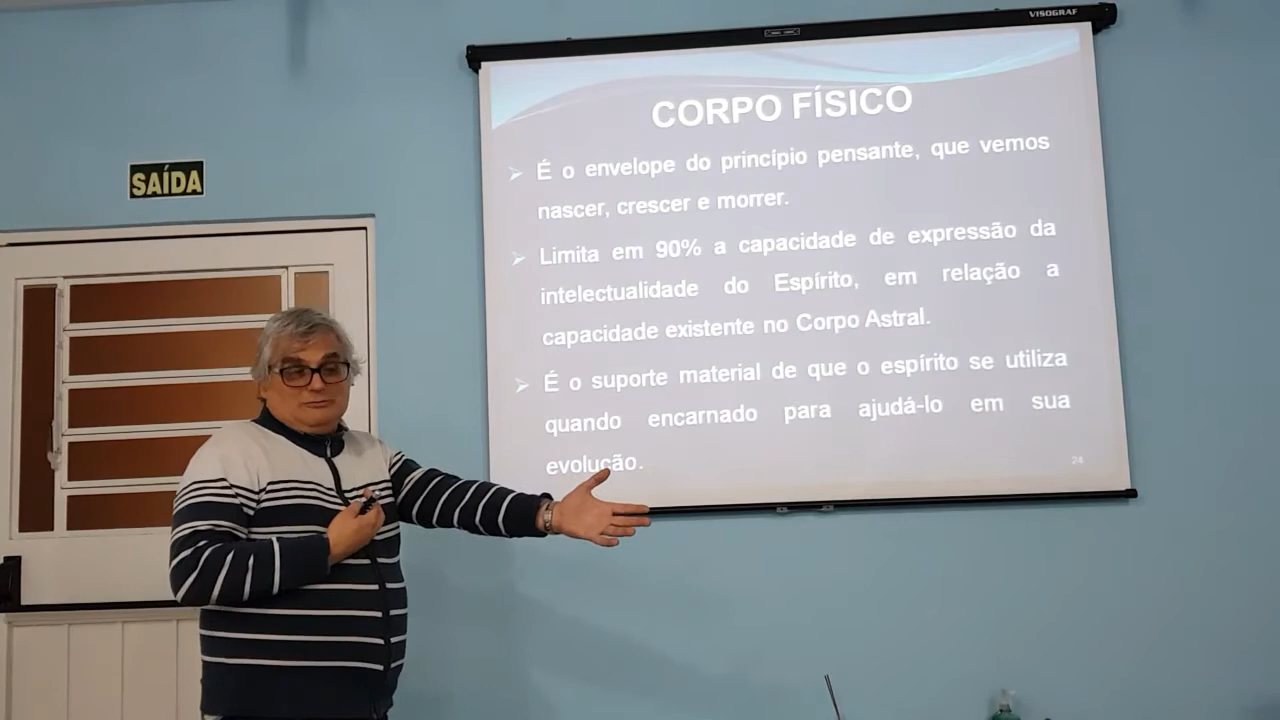 VISOGRAF
CORPO FÍSICO
É o envelope do princípio pensante, que vemos
nascer, crescer e morrer.
Limita em 90% a capacidade de expressão da
intelectualidade do Espírito, em relação a
capacidade existente no Corpo Astral.
É o suporte material de que o espírito se utiliza
quando encarnado para ajudá-lo em sua
evolução.
24
SAÍDA